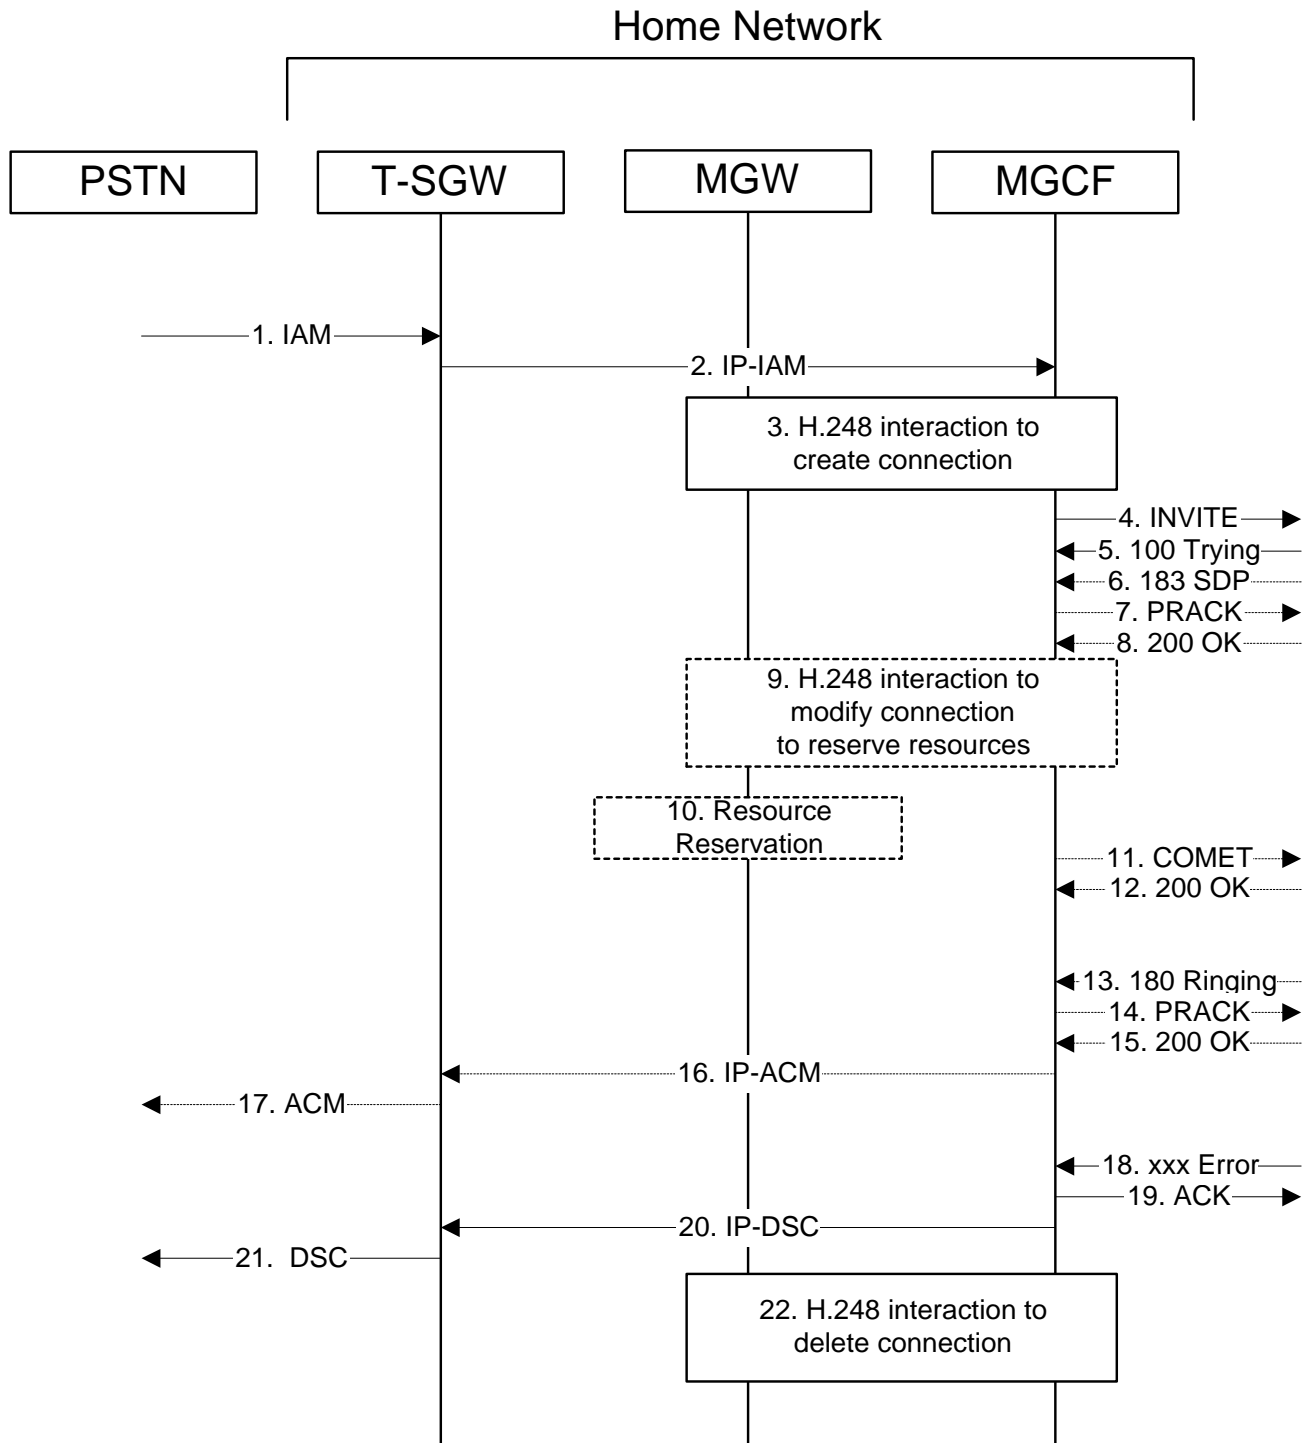 Home Network
PSTN
T-SGW
MGW
MGCF
1. IAM
2. IP-IAM
3. H.248 interaction to
create connection
4. INVITE
5. 100 Trying
6. 183 SDP
7. PRACK
8. 200 OK
9. H.248 interaction to
modify connection
to reserve resources
10. Resource
Reservation
11. COMET
12. 200 OK
13. 180 Ringing
14. PRACK
15. 200 OK
16. IP-ACM
17. ACM
18. xxx Error
19. ACK
20. IP-DSC
21. DSC
22. H.248 interaction to
delete connection